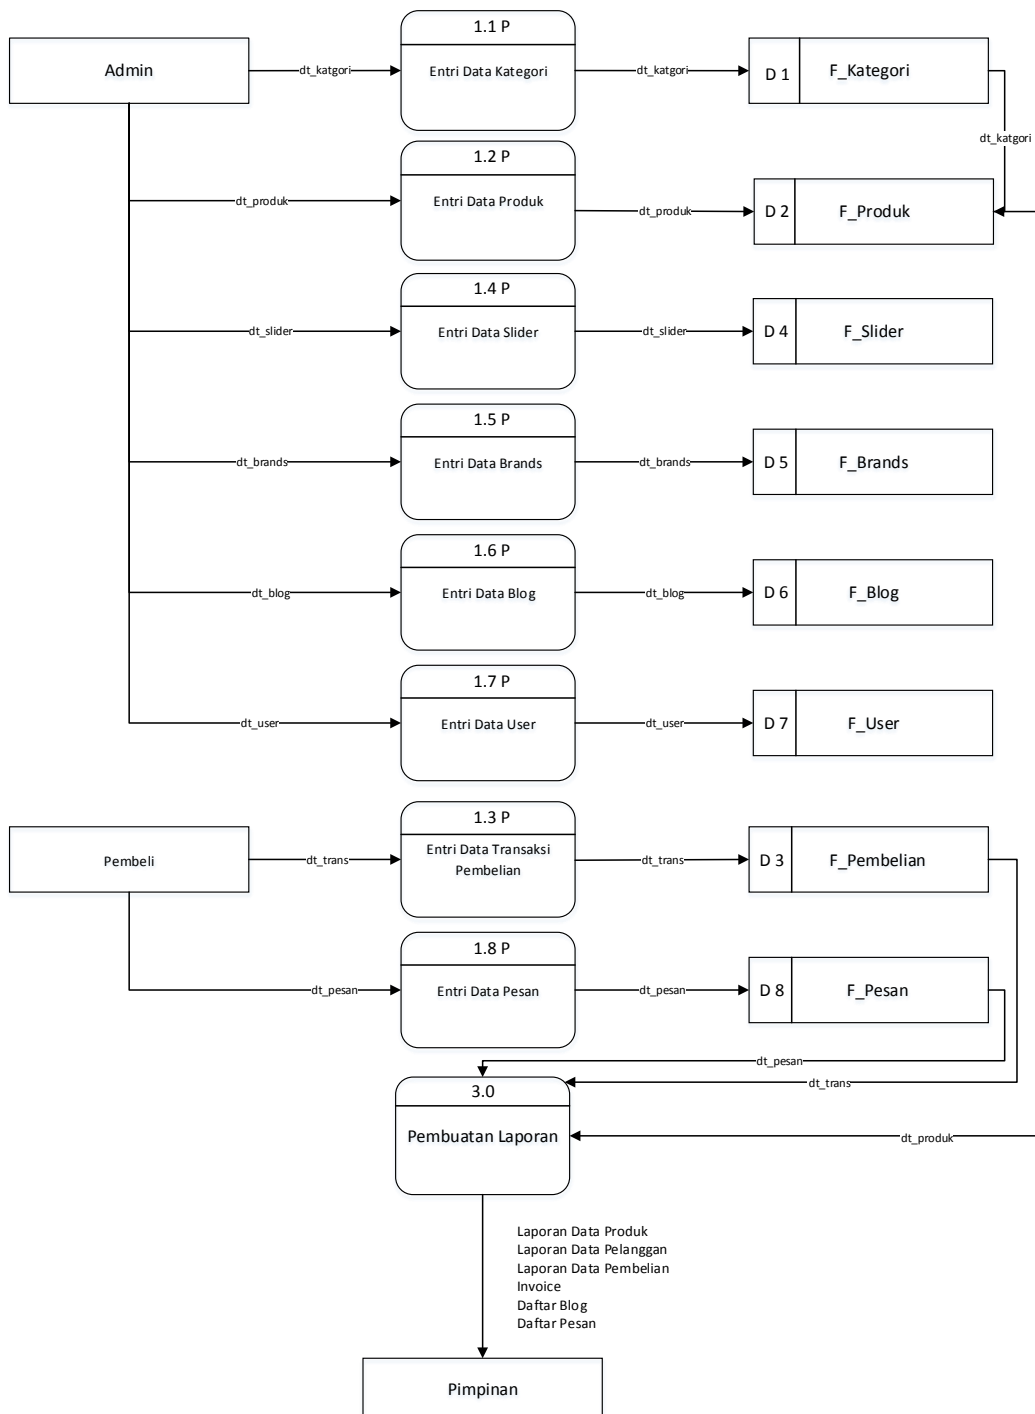 1.1 P
Admin
dt_katgori
Entri Data Kategori
dt_katgori
D 1
F_Kategori
dt_katgori
1.2 P
dt_produk
Entri Data Produk
dt_produk
D 2
F_Produk
1.4 P
dt_slider
Entri Data Slider
dt_slider
D 4
F_Slider
1.5 P
dt_brands
Entri Data Brands
dt_brands
D 5
F_Brands
1.6 P
dt_blog
Entri Data Blog
dt_blog
D 6
F_Blog
1.7 P
dt_user
Entri Data User
dt_user
D 7
F_User
1.3 P
Pembeli
dt_trans
Entri Data Transaksi
Pembelian
dt_trans
D 3
F_Pembelian
1.8 P
dt_pesan
Entri Data Pesan
dt_pesan
D 8
F_Pesan
dt_pesan
dt_trans
3.0
Pembuatan Laporan
dt_produk
Laporan Data Produk
Laporan Data Pelanggan
Laporan Data Pembelian
Invoice
Daftar Blog
Daftar Pesan
Pimpinan